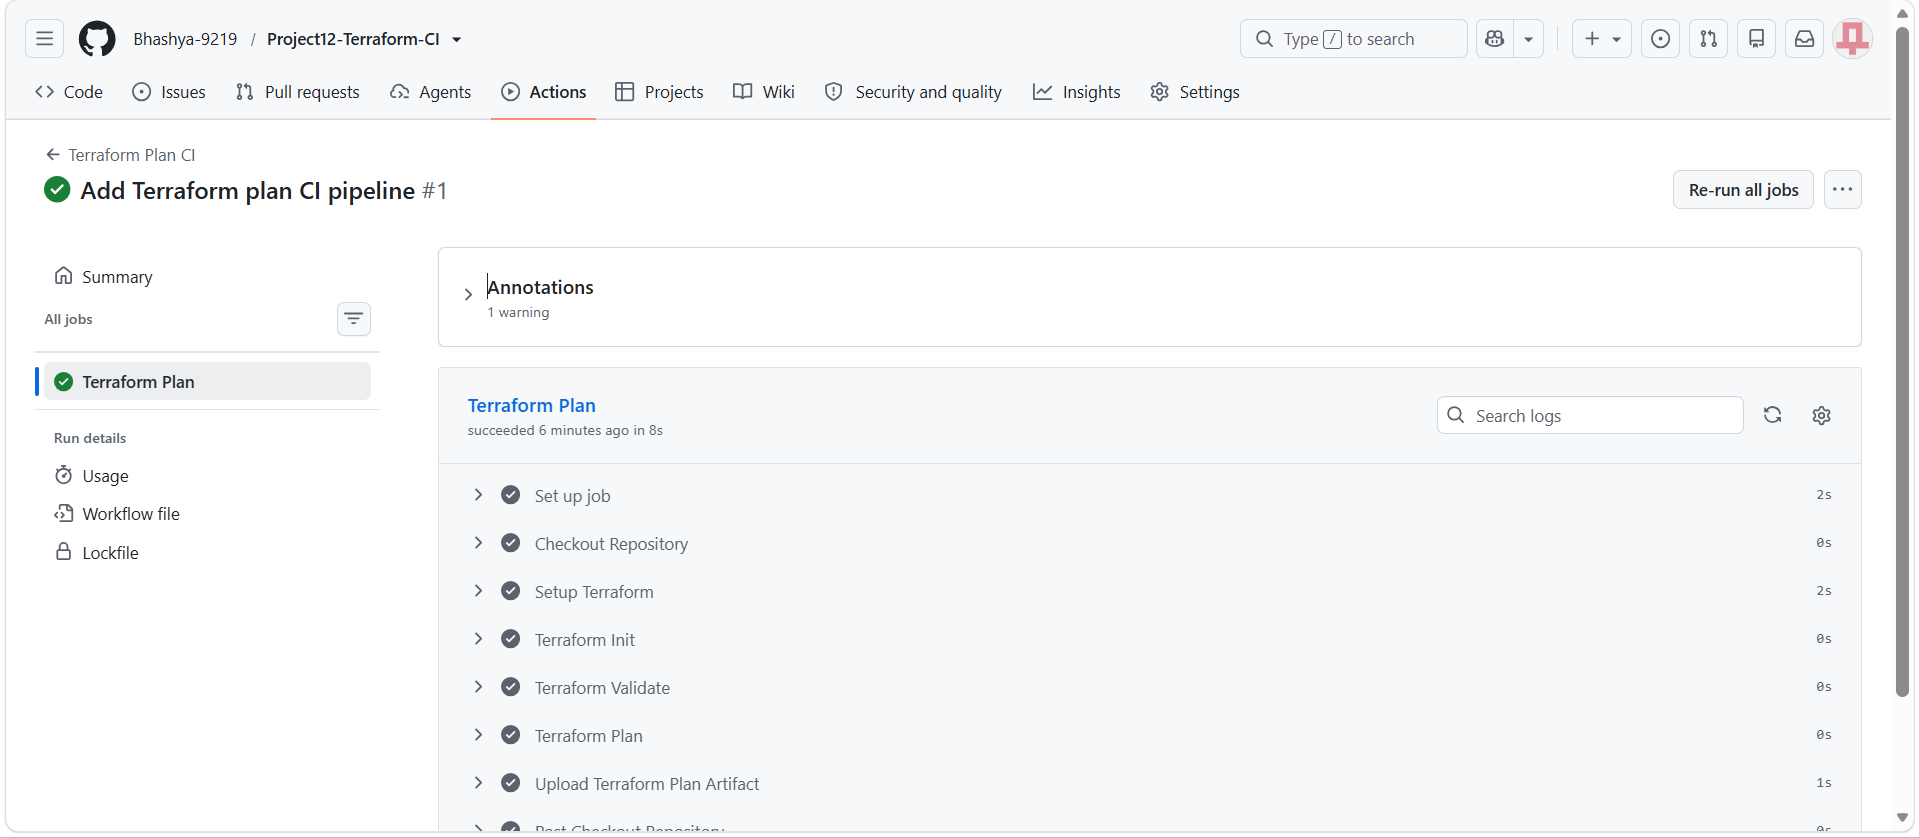 Bhashya-9219 / Project12-Terraform-CI
Type / to search
Code Issues Pull requests Agents Actions Projects Wiki Security and quality Insights Settings
Terraform Plan CI
Add Terraform plan CI pipeline #1
Re-run all jobs
Summary
All jobs
Terraform Plan
Run details
Usage
Workflow file
Lockfile
Annotations
1 warning
Terraform Plan
succeeded 6 minutes ago in 8s
Search logs
Set up job 2s
Checkout Repository 0s
Setup Terraform 2s
Terraform Init 0s
Terraform Validate 0s
Terraform Plan 0s
Upload Terraform Plan Artifact 1s
Post Checkout Repository 0s